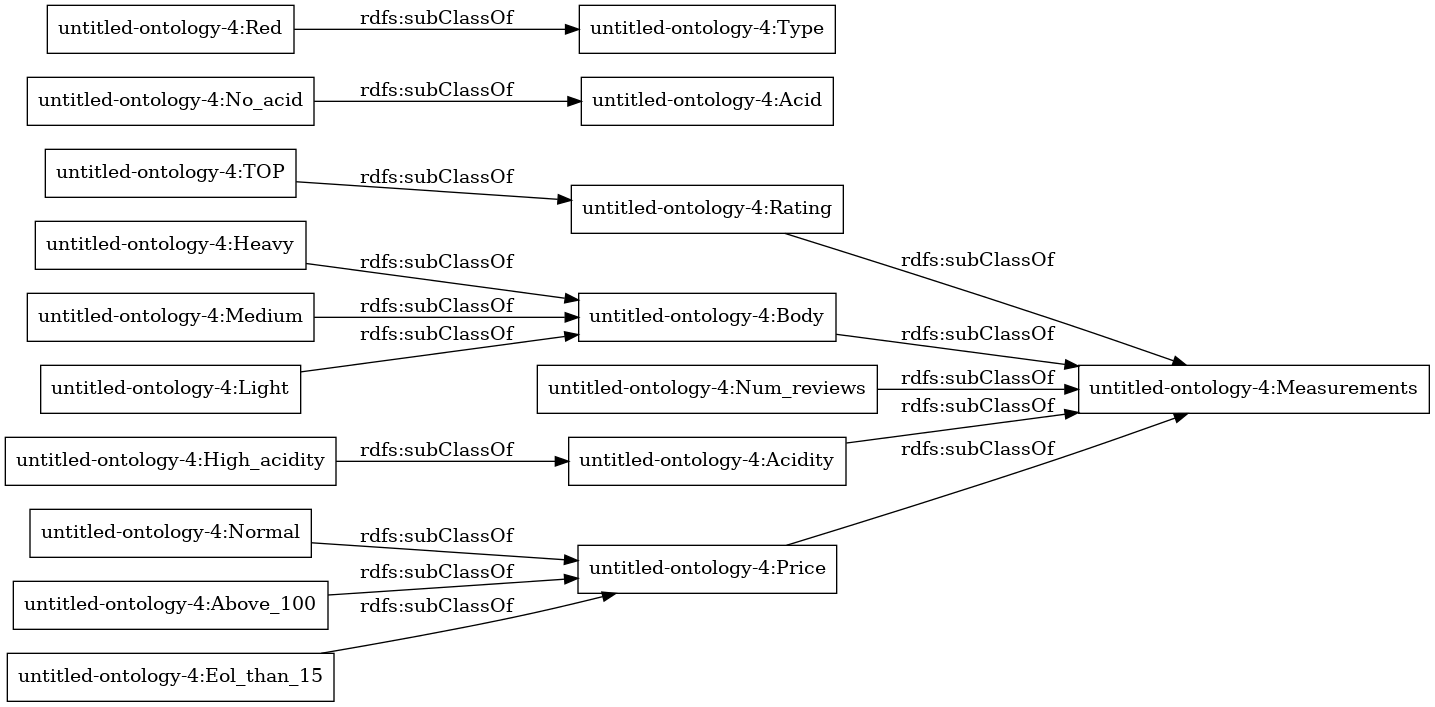 untitled-ontology-4:Red
rdfs:subClassOf
untitled-ontology-4:Type
untitled-ontology-4:No_acid
rdfs:subClassOf
untitled-ontology-4:Acid
untitled-ontology-4:TOP
rdfs:subClassOf
untitled-ontology-4:Rating
untitled-ontology-4:Heavy
rdfs:subClassOf
rdfs:subClassOf
untitled-ontology-4:Medium
rdfs:subClassOf
untitled-ontology-4:Body
rdfs:subClassOf
rdfs:subClassOf
untitled-ontology-4:Light
untitled-ontology-4:Num_reviews
rdfs:subClassOf
untitled-ontology-4:Measurements
rdfs:subClassOf
untitled-ontology-4:High_acidity
rdfs:subClassOf
untitled-ontology-4:Acidity
rdfs:subClassOf
untitled-ontology-4:Normal
rdfs:subClassOf
untitled-ontology-4:Price
rdfs:subClassOf
untitled-ontology-4:Above_100
rdfs:subClassOf
untitled-ontology-4:Eol_than_15